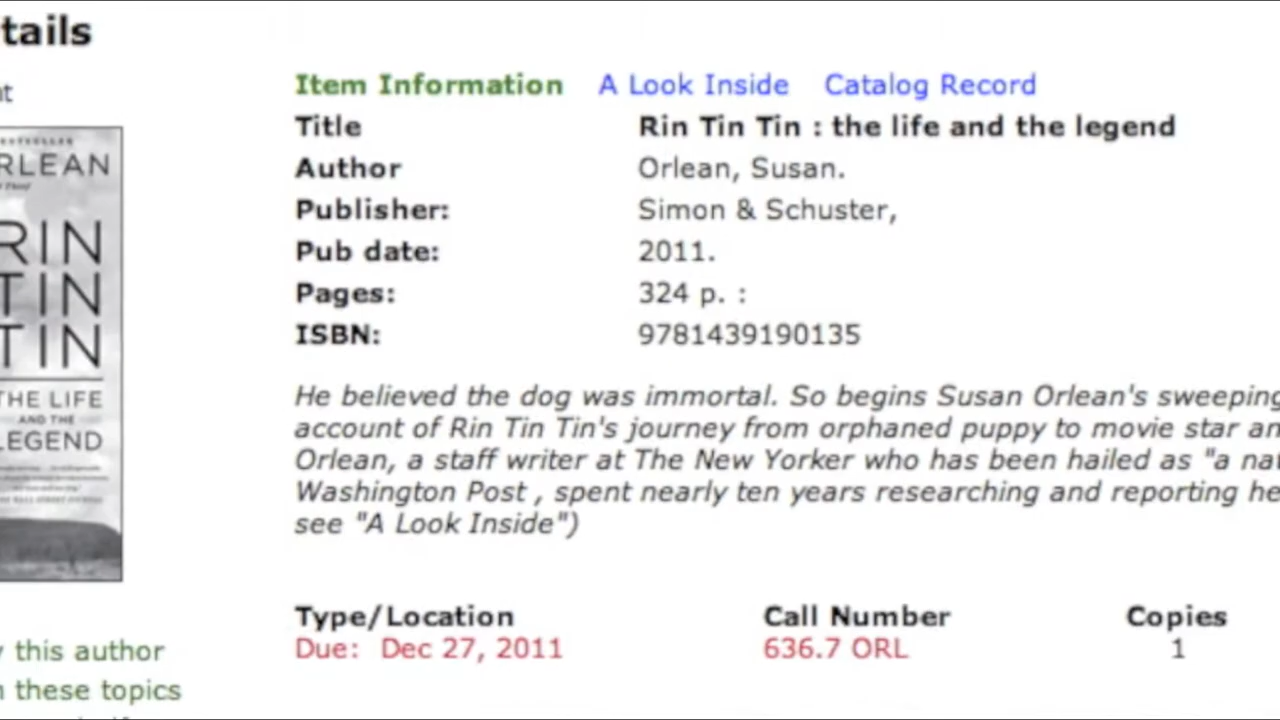 tails
Item Information A Look Inside Catalog Record
Title Rin Tin Tin : the life and the legend
Author Orlean, Susan.
Publisher: Simon & Schuster,
Pub date: 2011.
Pages: 324 p. :
ISBN: 9781439190135
RLEAN
RIN
TIN
TIN
THE LIFE
AND THE
LEGEND
He believed the dog was immortal. So begins Susan Orlean's sweeping
account of Rin Tin Tin's journey from orphaned puppy to movie star an
Orlean, a staff writer at The New Yorker who has been hailed as "a nat
Washington Post , spent nearly ten years researching and reporting he
see "A Look Inside")
Type/Location Call Number Copies
Due: Dec 27, 2011 636.7 ORL 1
y this author
n these topics